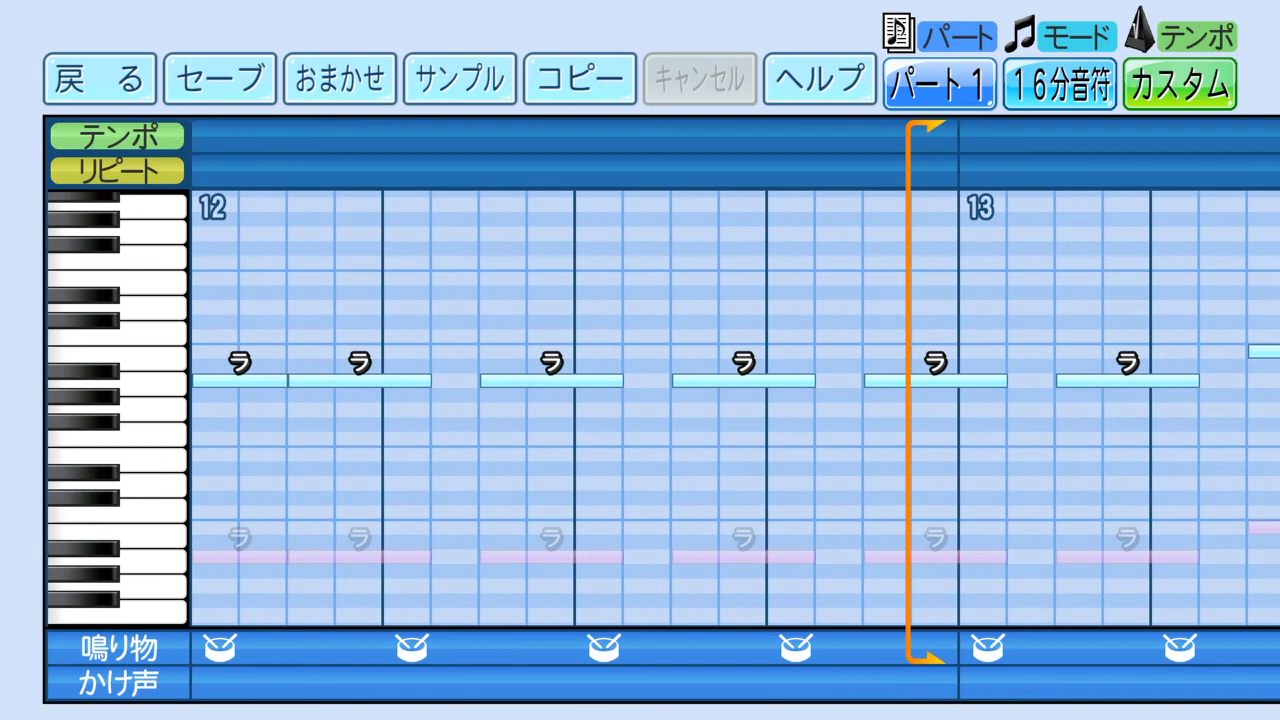 パート モード テンポ
戻 る セーブ おまかせ サンプル コピー キャンセル ヘルプ パート１ １６分音符 カスタム
テンポ
リピート
12 13
ラ ラ ラ ラ ラ ラ
ラ ラ ラ ラ ラ ラ
鳴り物
かけ声